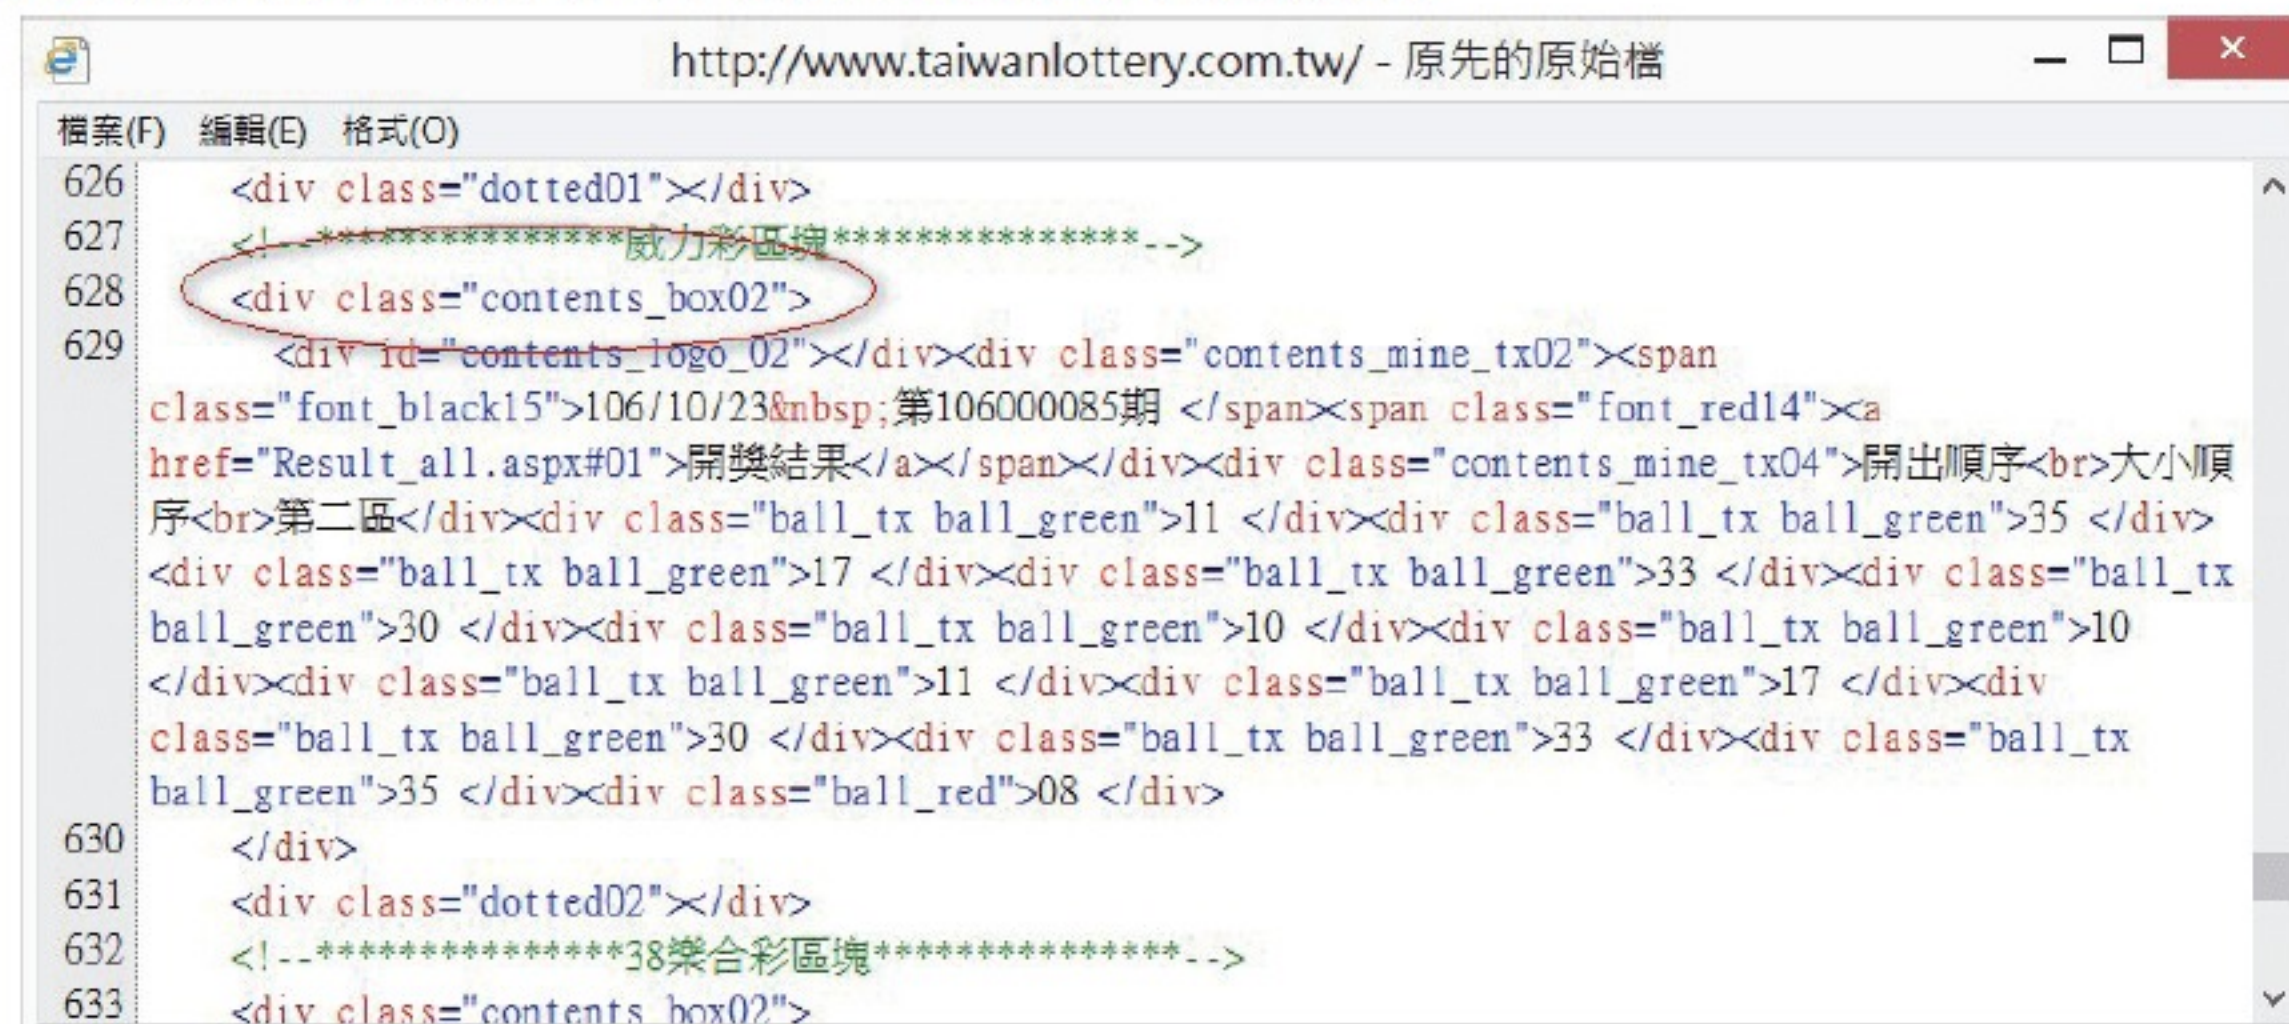 http://www.taiwanlottery.com.tw/ - 原先的原始檔
檔案(F) 編輯(E) 格式(O)
626 <div class="dotted01"></div>
627 <!--***************威力彩區塊***************-->
628 <div class="contents_box02">
629 <div id="contents_logo_02"></div><div class="contents_mine_tx02"><span
class="font_black15">106/10/23&nbsp;第106000085期 </span><span class="font_red14"><a
href="Result_all.aspx#01">開獎結果</a></span></div><div class="contents_mine_tx04">開出順序<br>大小順
序<br>第二區</div><div class="ball_tx ball_green">11 </div><div class="ball_tx ball_green">35 </div>
<div class="ball_tx ball_green">17 </div><div class="ball_tx ball_green">33 </div><div class="ball_tx
ball_green">30 </div><div class="ball_tx ball_green">10 </div><div class="ball_tx ball_green">10
</div><div class="ball_tx ball_green">11 </div><div class="ball_tx ball_green">17 </div><div
class="ball_tx ball_green">30 </div><div class="ball_tx ball_green">33 </div><div class="ball_tx
ball_green">35 </div><div class="ball_red">08 </div>
630 </div>
631 <div class="dotted02"></div>
632 <!--***************38樂合彩區塊***************-->
633 <div class="contents_box02">